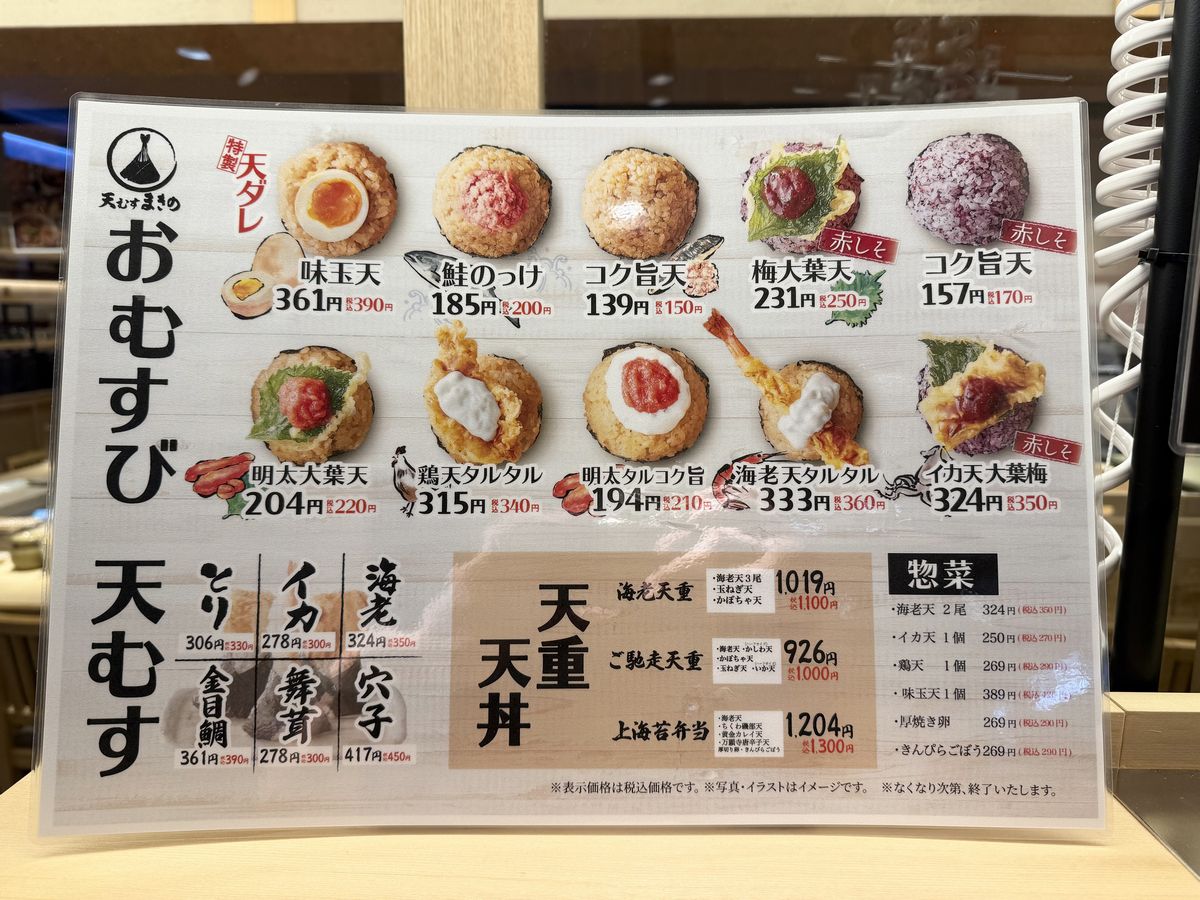 天むすまきの
おむすび
特製
天ダレ
味玉天
361円 税込390円
鮭のっけ
185円 税込200円
コク旨天
139円 税込150円
赤しそ
梅大葉天
231円 税込250円
赤しそ
コク旨天
157円 税込170円
明太大葉天
204円 税込220円
鶏天タルタル
315円 税込340円
明太タルコク旨
194円 税込210円
海老天タルタル
333円 税込360円
赤しそ
イカ天大葉梅
324円 税込350円
天むす
とり
306円 税込330円
イカ
278円 税込300円
海老
324円 税込350円
金目鯛
361円 税込390円
舞茸
278円 税込300円
穴子
417円 税込450円
天重
天丼
海老天重
・海老天3尾
・玉ねぎ天
・かぼちゃ天
1,019円
税込1,100円
ご馳走天重
・海老天 ・かしわ天
・かぼちゃ天
・玉ねぎ天 ・いか天
926円
税込1,000円
上海苔弁当
・海老天
・ちくわ磯部天
・黄金カレイ天
・万願寺唐辛子天
厚切り卵・きんぴらごぼう
1,204円
税込1,300円
惣菜
・海老天 2尾 324円(税込350円)
・イカ天 1個 250円(税込270円)
・鶏天 1個 269円(税込290円)
・味玉天1個 389円(税込420円)
・厚焼き卵 269円(税込290円)
・きんぴらごぼう269円(税込290円)
※表示価格は税込価格です。※写真・イラストはイメージです。 ※なくなり次第、終了いたします。